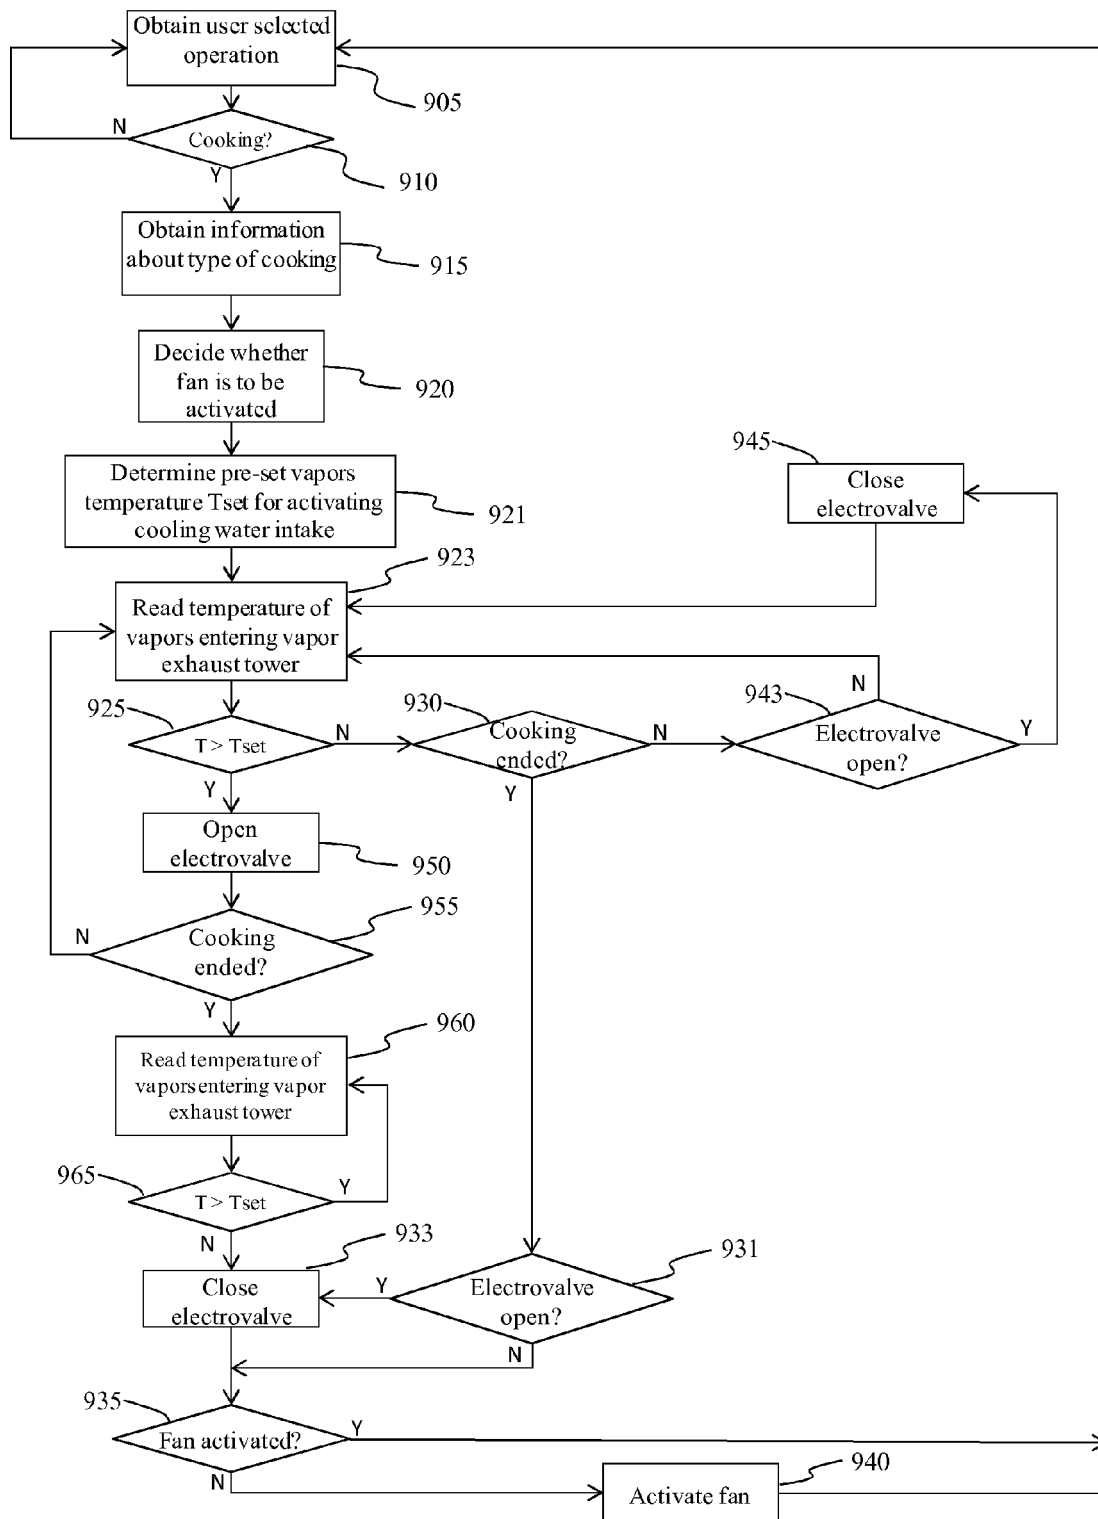 Obtain user selected
operation
905
N
Cooking?
Y
910
Obtain information
about type of cooking
915
Decide whether
fan is to be
activated
920
945
Close
electrovalve
Determine pre-set vapors
temperature Tset for activating
cooling water intake
921
923
Read temperature of
vapors entering vapor
exhaust tower
925
T > Tset
N
Y
930
Cooking
ended?
N
Y
943
N
Electrovalve
open?
Y
Open
electrovalve
950
955
N
Cooking
ended?
Y
960
Read temperature of
vapors entering vapor
exhaust tower
965
T > Tset
Y
N
933
Close
electrovalve
931
Y
Electrovalve
open?
N
935
Fan activated?
Y
N
940
Activate fan